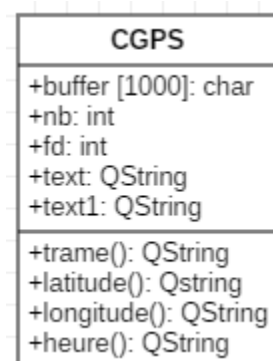 CGPS
+buffer [1000]: char
+nb: int
+fd: int
+text: QString
+text1: QString
+trame(): QString
+latitude(): Qstring
+longitude(): QString
+heure(): QString